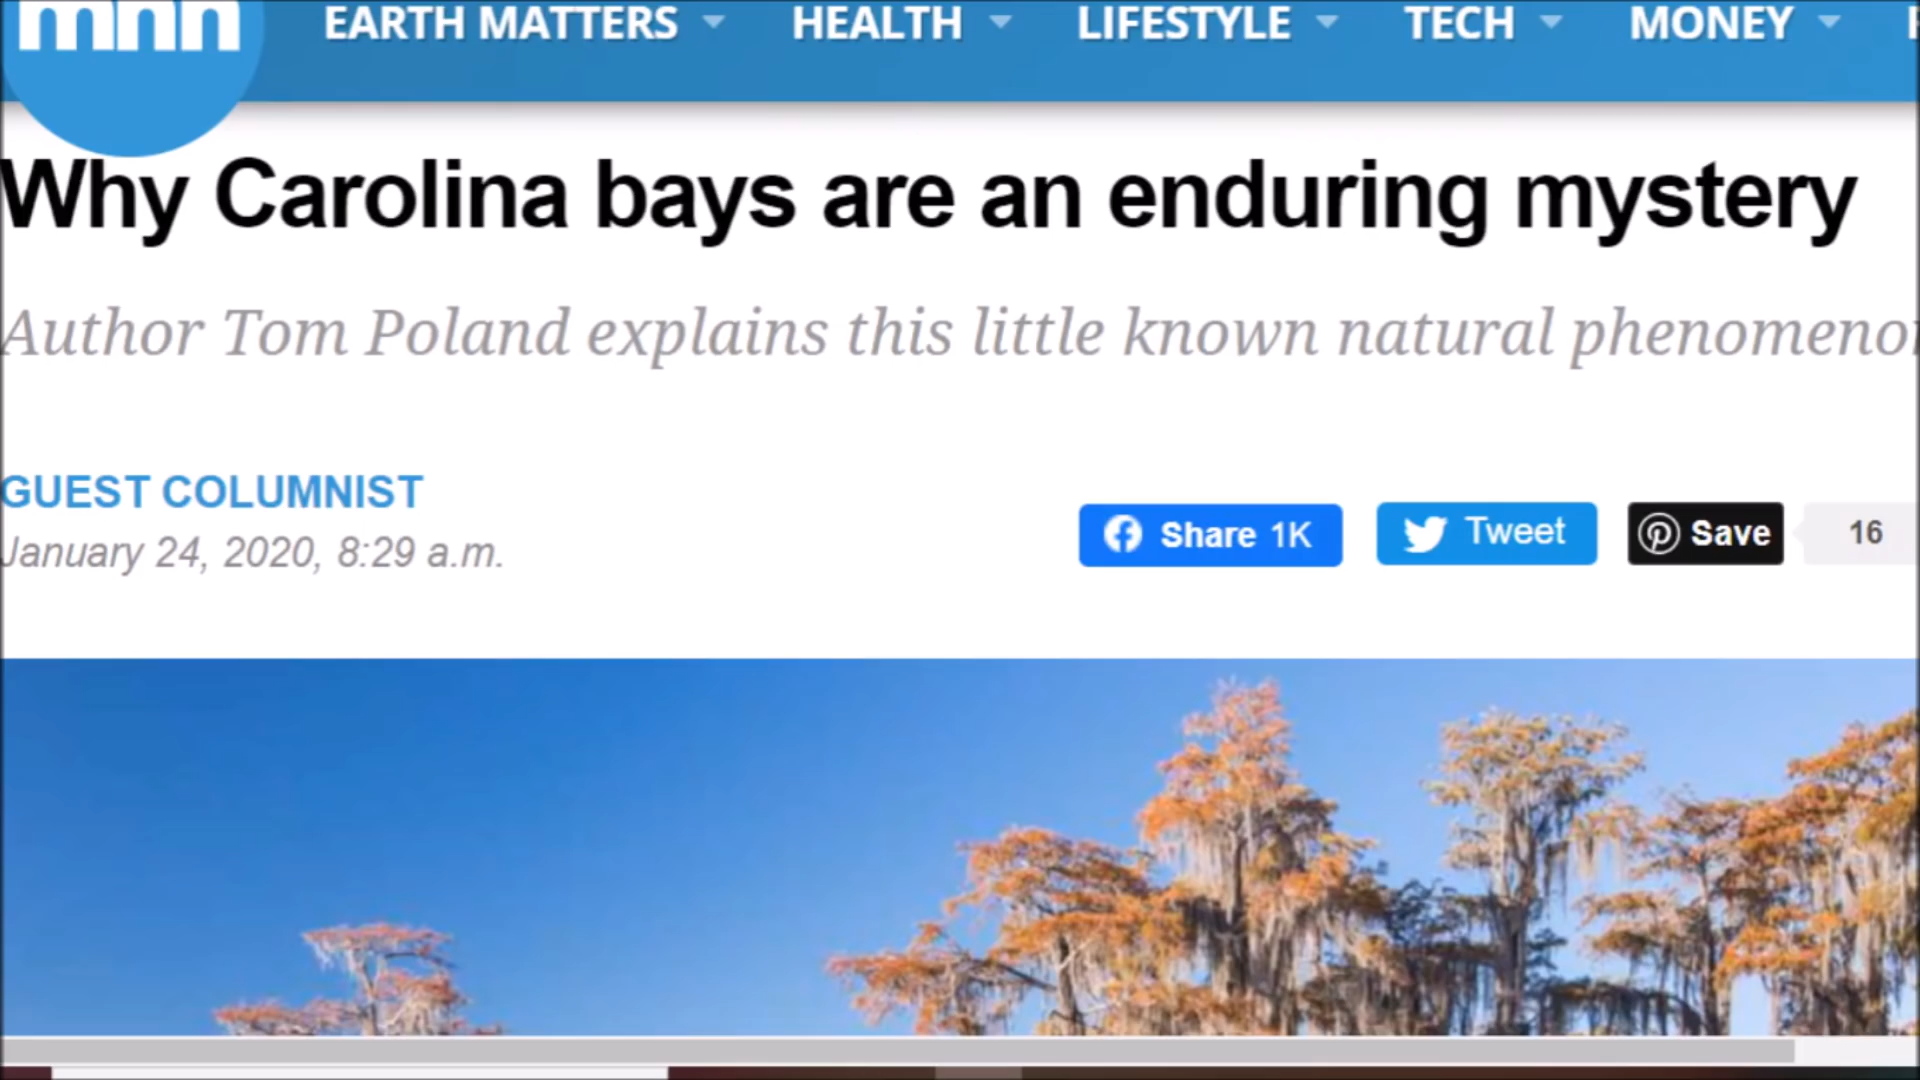 mnn EARTH MATTERS HEALTH LIFESTYLE TECH MONEY
Why Carolina bays are an enduring mystery
Author Tom Poland explains this little known natural
GUEST COLUMNIST
January 24, 2020, 8:29 a.m.
Share 1K Tweet Save 16